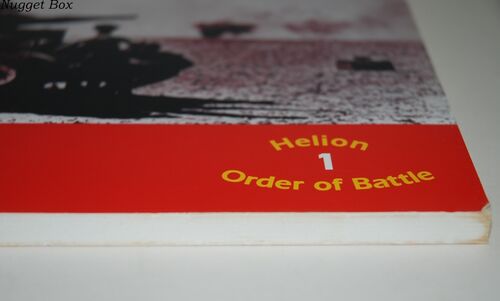 Nugget Box
Helion
1
Order of Battle